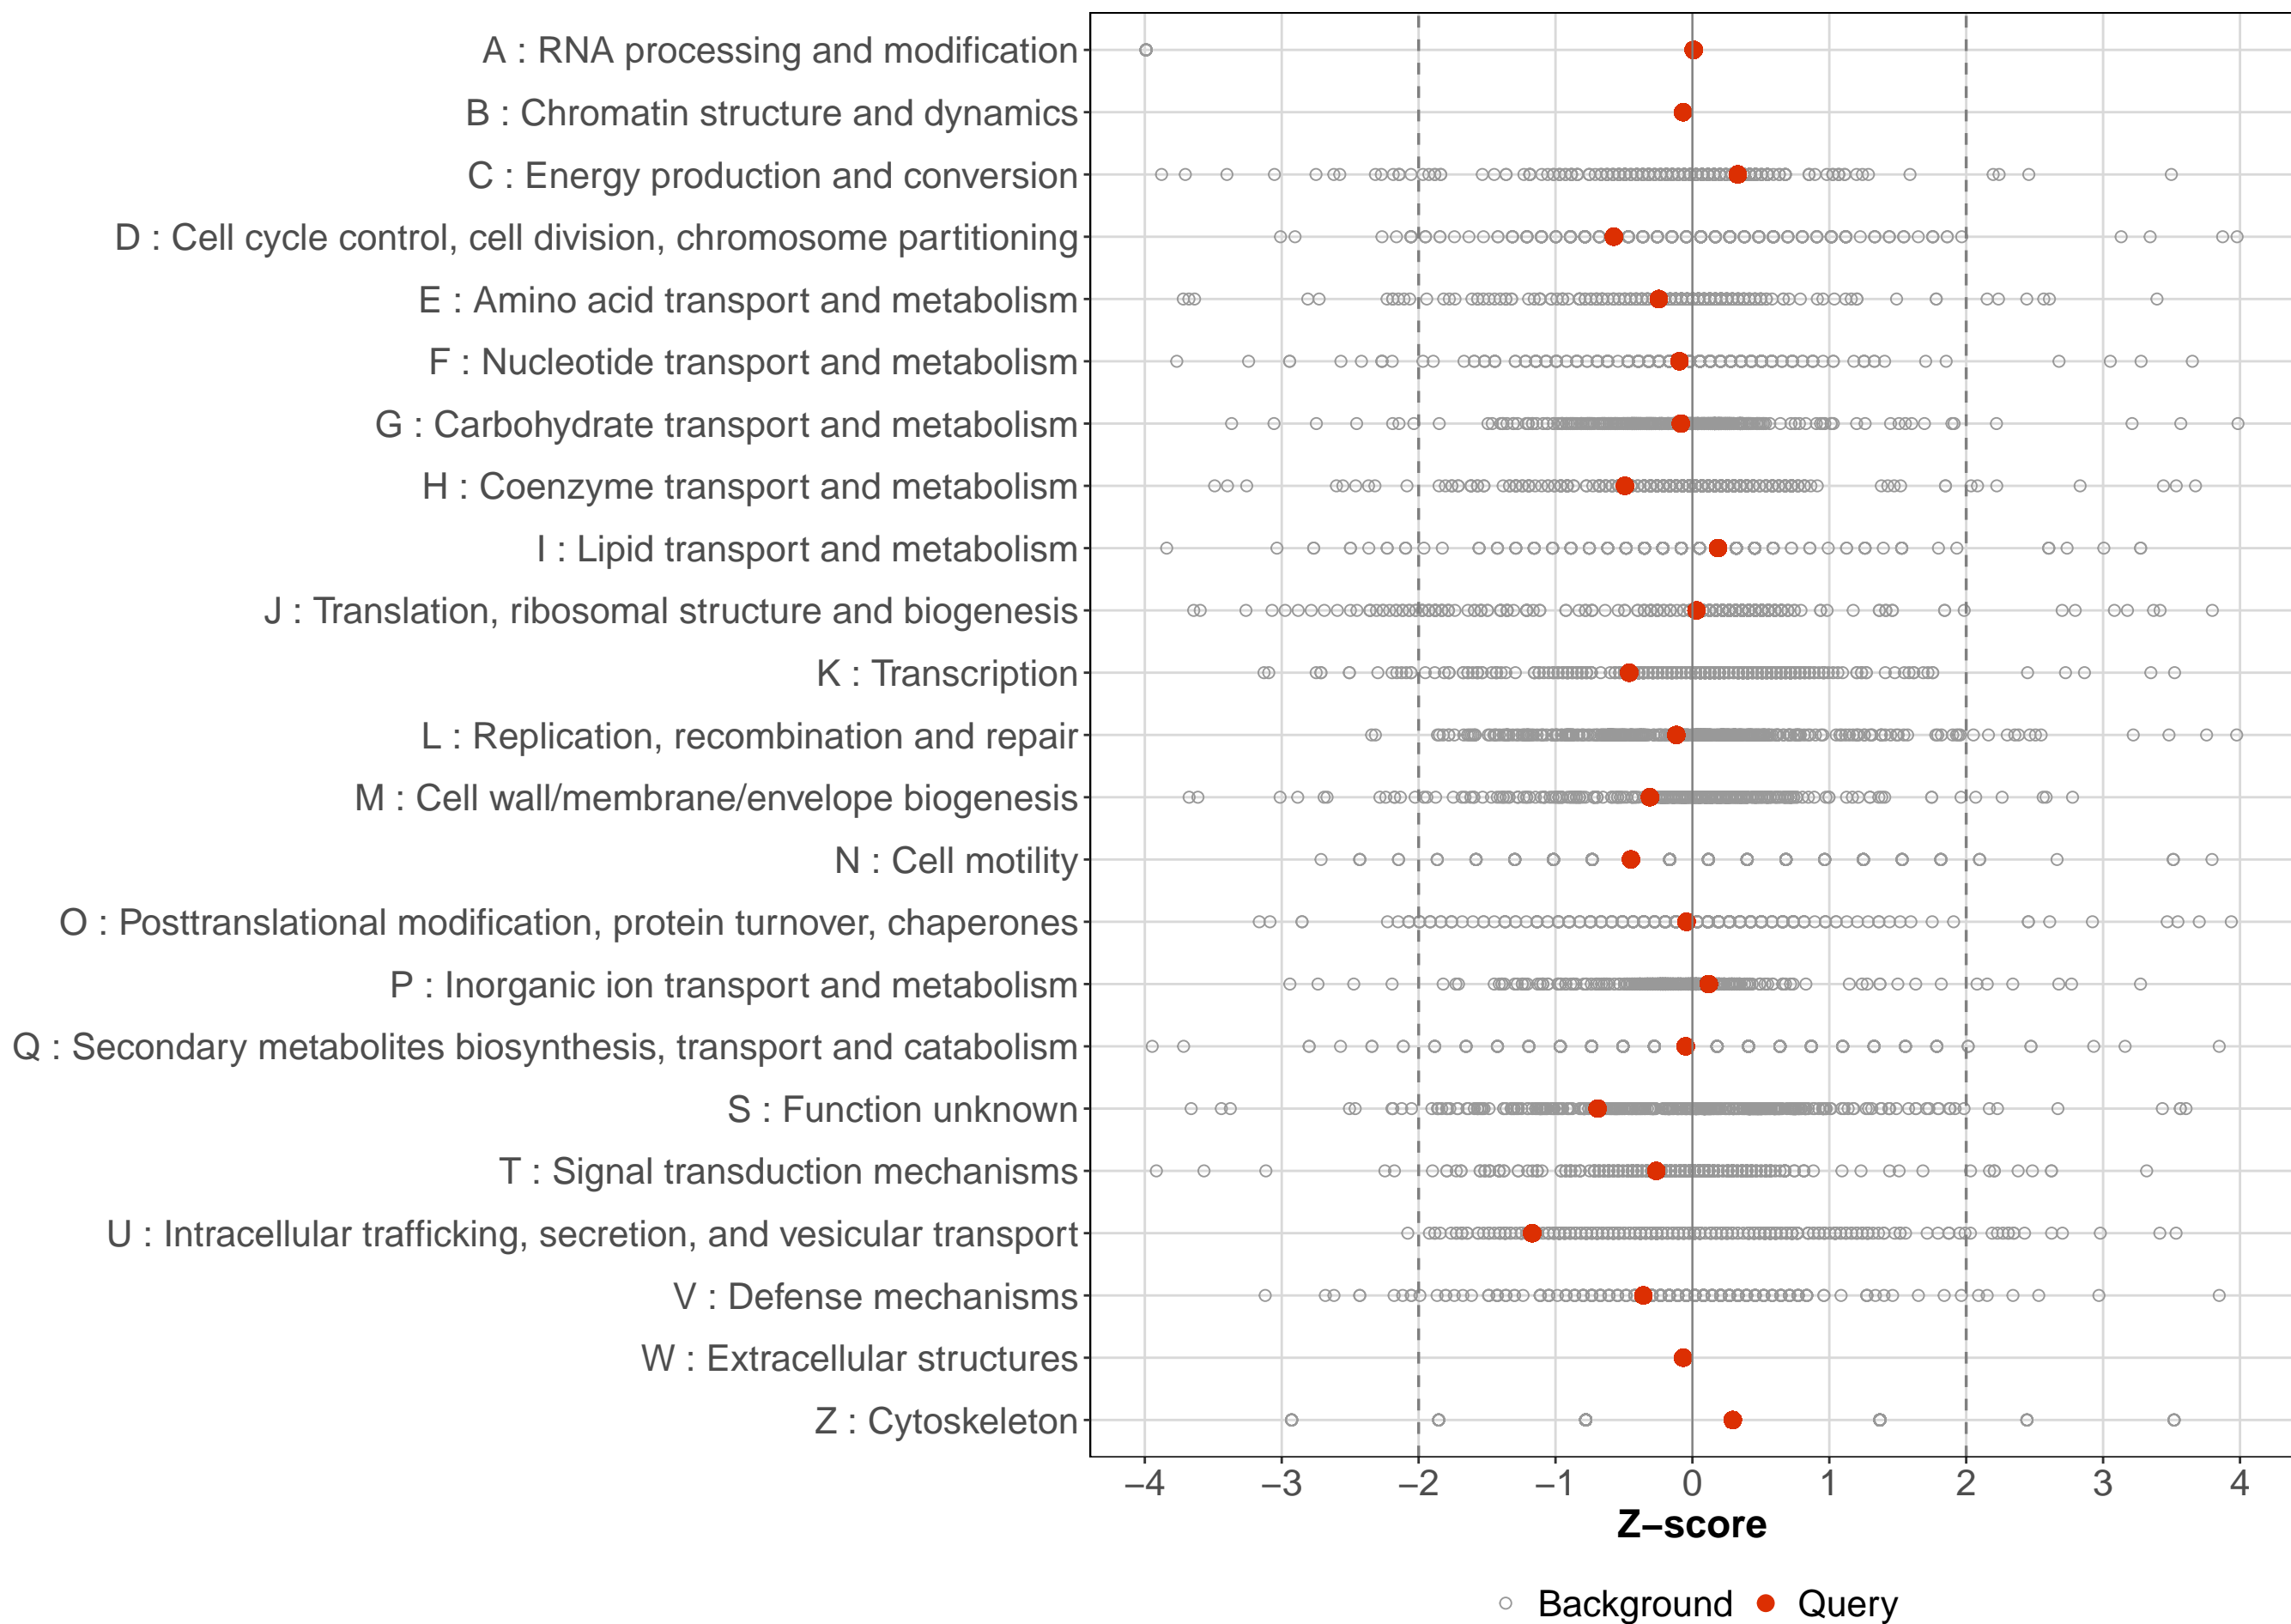 A : RNA processing and modification
B : Chromatin structure and dynamics
C : Energy production and conversion
D : Cell cycle control, cell division, chromosome partitioning
E : Amino acid transport and metabolism
F : Nucleotide transport and metabolism
G : Carbohydrate transport and metabolism
H : Coenzyme transport and metabolism
I : Lipid transport and metabolism
J : Translation, ribosomal structure and biogenesis
K : Transcription
L : Replication, recombination and repair
M : Cell wall/membrane/envelope biogenesis
N : Cell motility
O : Posttranslational modification, protein turnover, chaperones
P : Inorganic ion transport and metabolism
Q : Secondary metabolites biosynthesis, transport and catabolism
S : Function unknown
T : Signal transduction mechanisms
U : Intracellular trafficking, secretion, and vesicular transport
V : Defense mechanisms
W : Extracellular structures
Z : Cytoskeleton
−4 −3 −2 −1 0 1 2 3 4
Z−score
Background Query